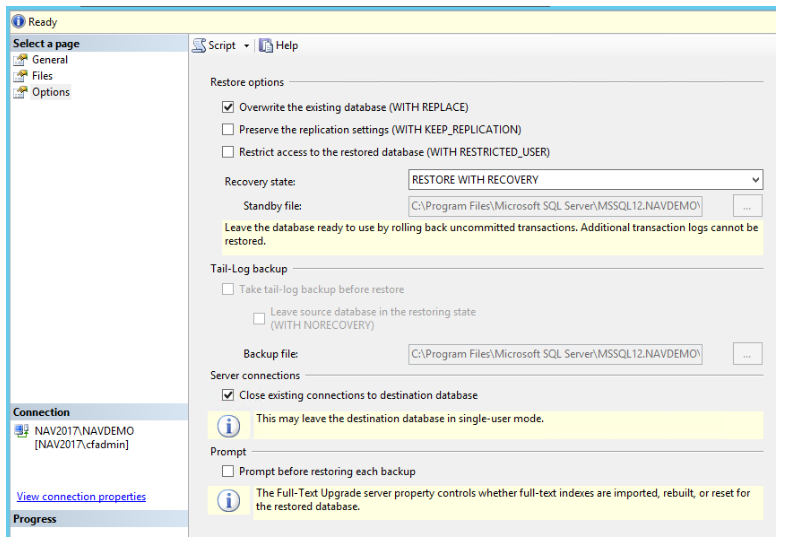 Ready
Select a page
General
Files
Options
Script
Help
Restore options
Overwrite the existing database (WITH REPLACE)
Preserve the replication settings (WITH KEEP_REPLICATION)
Restrict access to the restored database (WITH RESTRICTED_USER)
Recovery state:
RESTORE WITH RECOVERY
Standby file:
C:\Program Files\Microsoft SQL Server\MSSQL12.NAVDEMO\
...
Leave the database ready to use by rolling back uncommitted transactions. Additional transaction logs cannot be
restored.
Tail-Log backup
Take tail-log backup before restore
Leave source database in the restoring state
(WITH NORECOVERY)
Backup file:
C:\Program Files\Microsoft SQL Server\MSSQL12.NAVDEMO\
...
Server connections
Close existing connections to destination database
This may leave the destination database in single-user mode.
Prompt
Prompt before restoring each backup
The Full-Text Upgrade server property controls whether full-text indexes are imported, rebuilt, or reset for
the restored database.
Connection
NAV2017\NAVDEMO
[NAV2017\cfadmin]
View connection properties
Progress